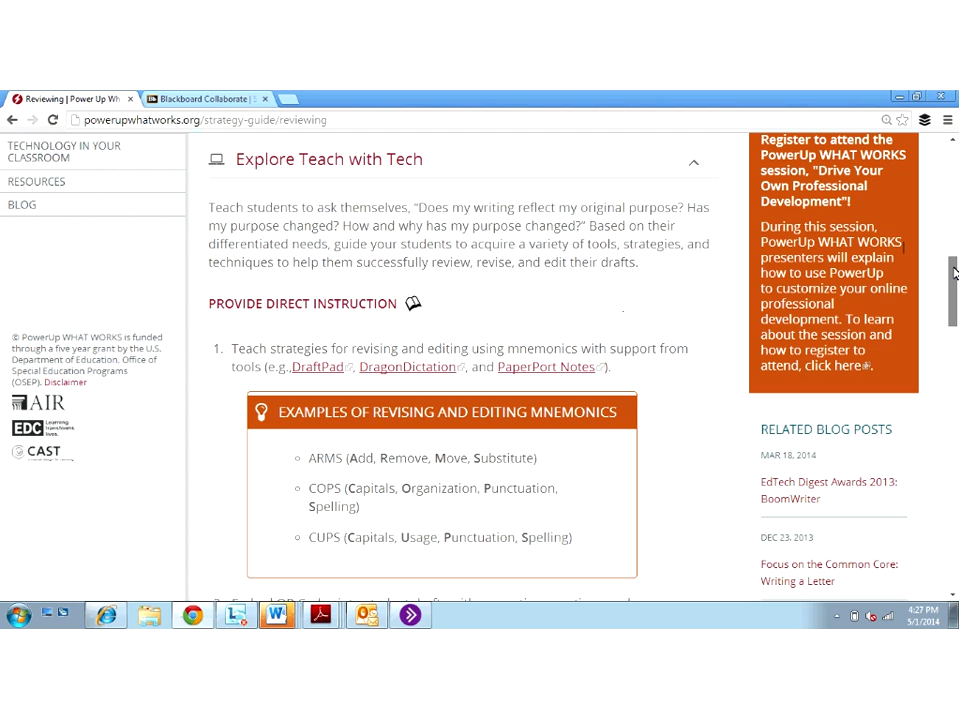 Reviewing | Power Up Wh
Blackboard Collaborate |
powerupwhatworks.org/strategy-guide/reviewing
TECHNOLOGY IN YOUR
CLASSROOM
RESOURCES
BLOG
© PowerUp WHAT WORKS is funded
through a five year grant by the U.S.
Department of Education, Office of
Special Education Programs
(OSEP). Disclaimer
AIR
EDC Learning
transforms
lives.
CAST
Explore Teach with Tech
Teach students to ask themselves, “Does my writing reflect my original purpose? Has
my purpose changed? How and why has my purpose changed?” Based on their
differentiated needs, guide your students to acquire a variety of tools, strategies, and
techniques to help them successfully review, revise, and edit their drafts.
PROVIDE DIRECT INSTRUCTION
1. Teach strategies for revising and editing using mnemonics with support from
tools (e.g.,DraftPad, DragonDictation, and PaperPort Notes).
EXAMPLES OF REVISING AND EDITING MNEMONICS
ARMS (Add, Remove, Move, Substitute)
COPS (Capitals, Organization, Punctuation,
Spelling)
CUPS (Capitals, Usage, Punctuation, Spelling)
Register to attend the
PowerUp WHAT WORKS
session, "Drive Your
Own Professional
Development"!
During this session,
PowerUp WHAT WORKS
presenters will explain
how to use PowerUp
to customize your online
professional
development. To learn
about the session and
how to register to
attend, click here.
RELATED BLOG POSTS
MAR 18, 2014
EdTech Digest Awards 2013:
BoomWriter
DEC 23, 2013
Focus on the Common Core:
Writing a Letter
4:27 PM
5/1/2014